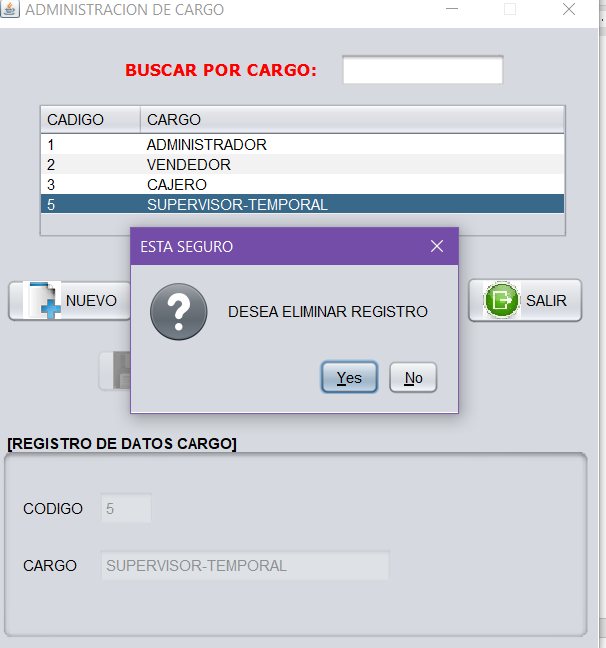 ADMINISTRACION DE CARGO
BUSCAR POR CARGO:
CADIGO CARGO
1 ADMINISTRADOR
2 VENDEDOR
3 CAJERO
5 SUPERVISOR-TEMPORAL
ESTA SEGURO
DESEA ELIMINAR REGISTRO
Yes No
NUEVO
SALIR
[REGISTRO DE DATOS CARGO]
CODIGO 5
CARGO SUPERVISOR-TEMPORAL